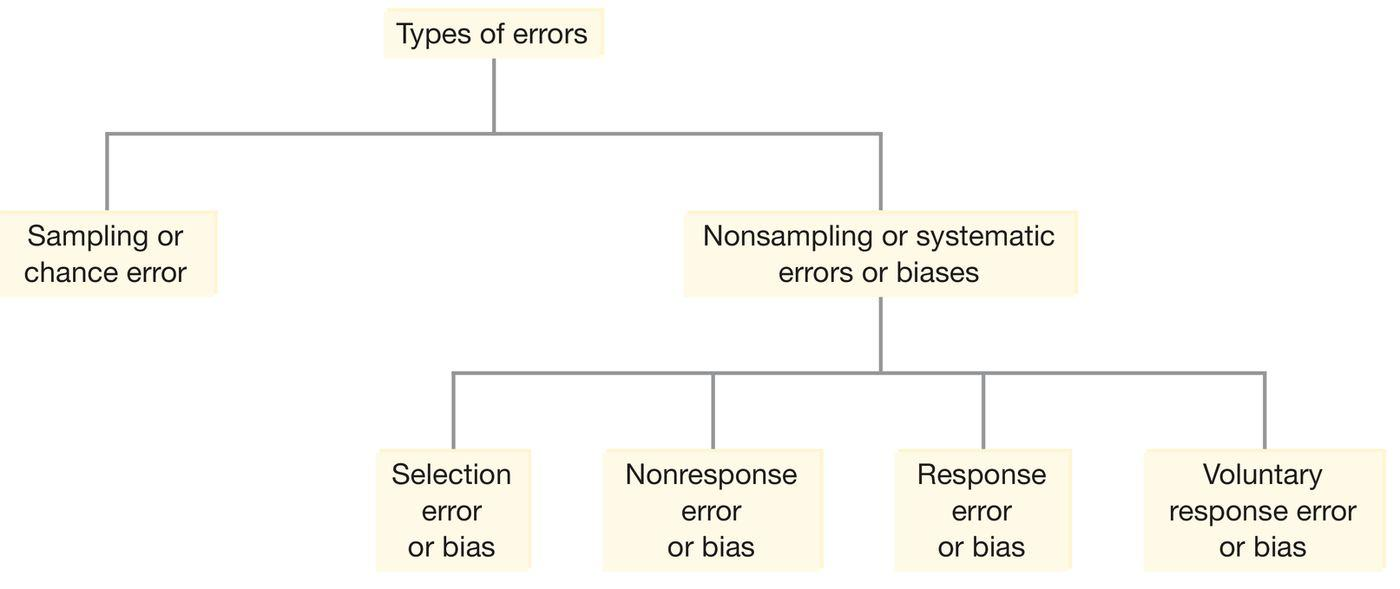 Types of errors
Sampling or
chance error
Nonsampling or systematic
errors or biases
Selection
error
or bias
Nonresponse
error
or bias
Response
error
or bias
Voluntary
response error
or bias